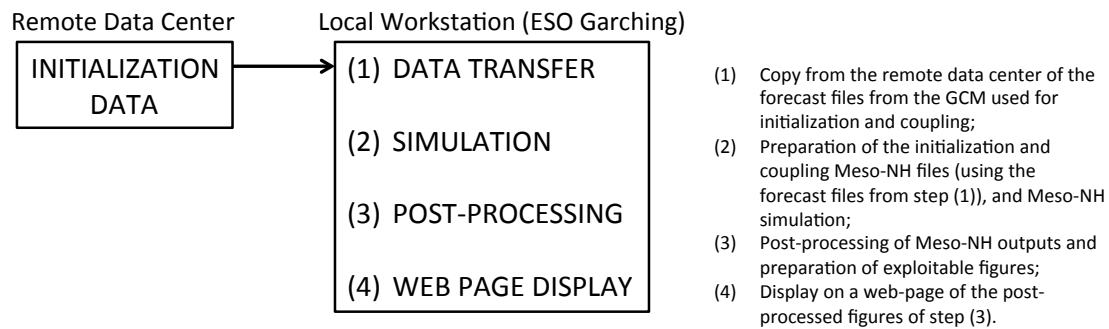 Remote Data Center
INITIALIZATION
DATA
Local Workstation (ESO Garching)
(1) DATA TRANSFER
(2) SIMULATION
(3) POST-PROCESSING
(4) WEB PAGE DISPLAY
(1) Copy from the remote data center of the
forecast files from the GCM used for
initialization and coupling;
(2) Preparation of the initialization and
coupling Meso-NH files (using the
forecast files from step (1)), and Meso-NH
simulation;
(3) Post-processing of Meso-NH outputs and
preparation of exploitable figures;
(4) Display on a web-page of the post-
processed figures of step (3).